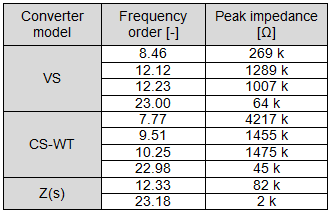 Converter model Frequency order [-] Peak impedance [Ω]
VS 8.46 269 k
12.12 1289 k
12.23 1007 k
23.00 64 k
CS-WT 7.77 4217 k
9.51 1455 k
10.25 1475 k
22.98 45 k
Z(s) 12.33 82 k
23.18 2 k